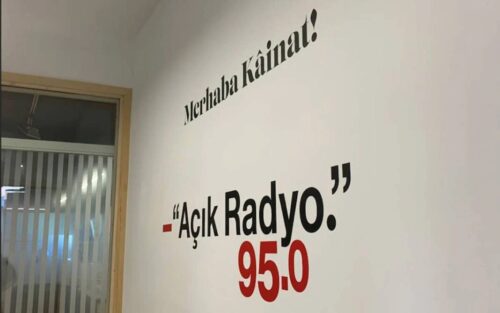 Merhaba Kâinat!
–“Açık Radyo.”
95.0